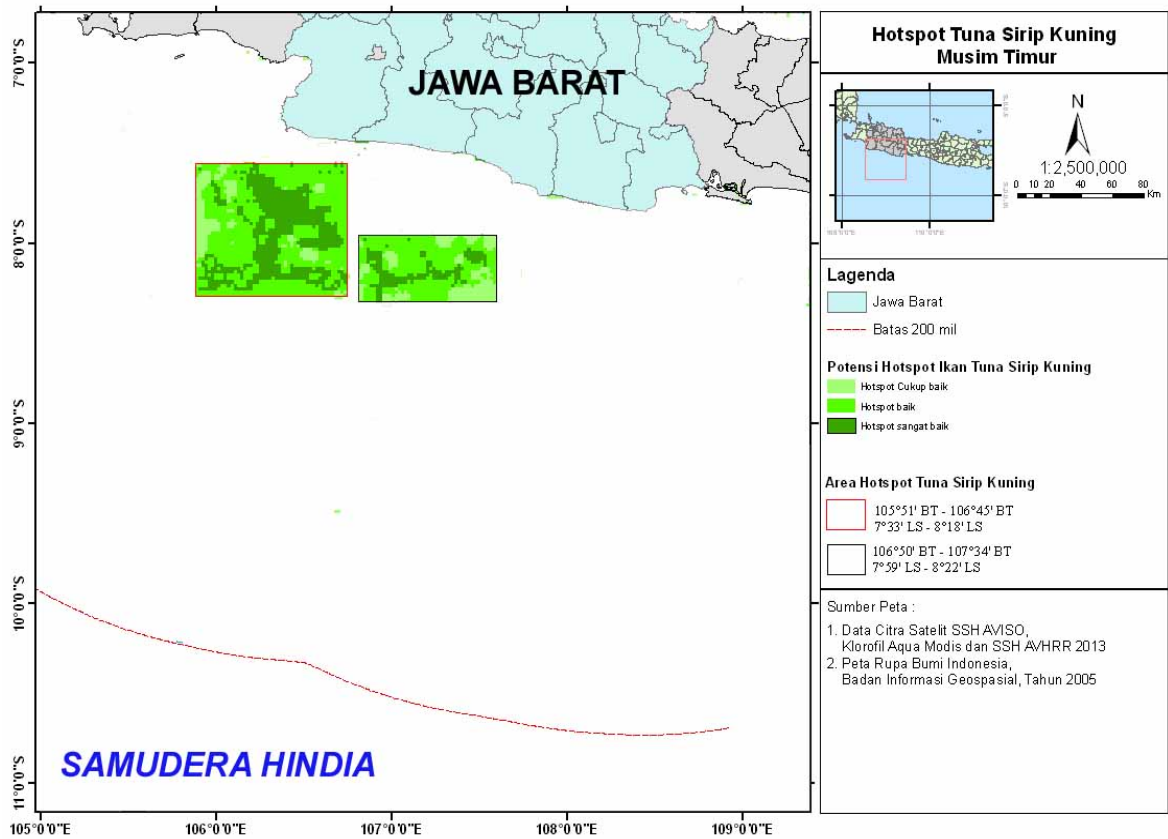 JAWA BARAT
SAMUDERA HINDIA
7°0'0"S
8°0'0"S
9°0'0"S
10°0'0"S
11°0'0"S
105°0'0"E
106°0'0"E
107°0'0"E
108°0'0"E
109°0'0"E
Hotspot Tuna Sirip Kuning
Musim Timur
N
1:2,500,000
0 10 20 40 60 80
Km
Lagenda
Jawa Barat
Batas 200 mil
Potensi Hotspot Ikan Tuna Sirip Kuning
Hotspot Cukup baik
Hotspot baik
Hotspot sangat baik
Area Hotspot Tuna Sirip Kuning
105°51' BT - 106°45' BT
7°33' LS - 8°18' LS
106°50' BT - 107°34' BT
7°59' LS - 8°22' LS
Sumber Peta :
1. Data Citra Satelit SSH AVISO,
Klorofil Aqua Modis dan SSH AVHRR 2013
2. Peta Rupa Bumi Indonesia,
Badan Informasi Geospasial, Tahun 2005